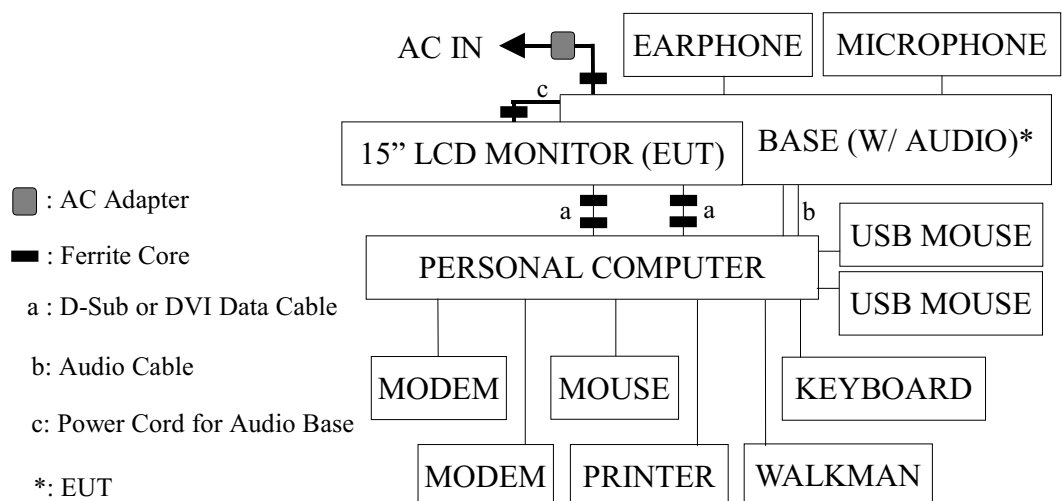 AC IN
EARPHONE
MICROPHONE
c
BASE (W/ AUDIO)*
15” LCD MONITOR (EUT)
: AC Adapter
a
a
b
USB MOUSE
: Ferrite Core
PERSONAL COMPUTER
USB MOUSE
a : D-Sub or DVI Data Cable
b: Audio Cable
MODEM
MOUSE
KEYBOARD
c: Power Cord for Audio Base
MODEM
PRINTER
WALKMAN
*: EUT